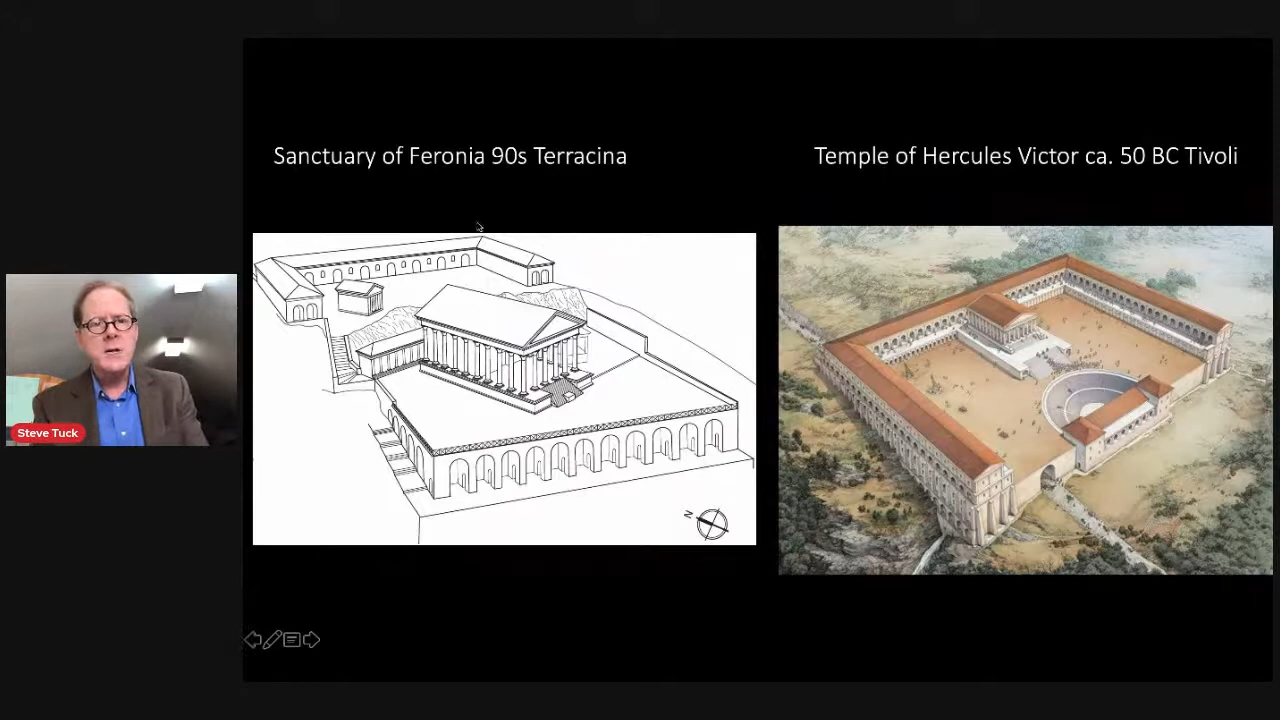 Sanctuary of Feronia 90s Terracina
Temple of Hercules Victor ca. 50 BC Tivoli
Steve Tuck
N